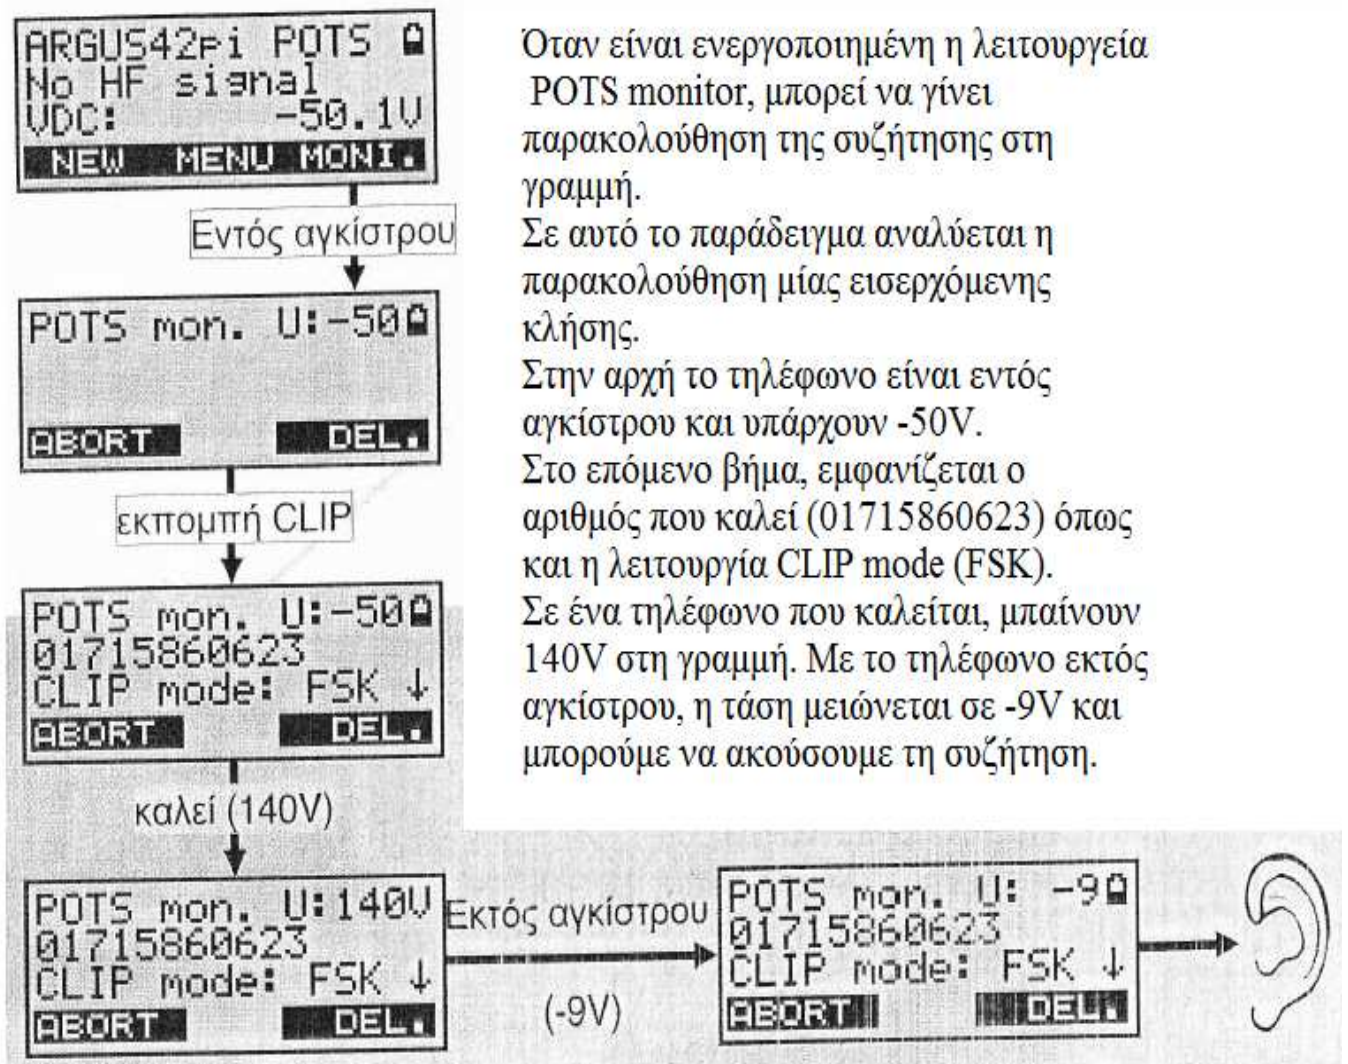 ARGUS42pi POTS
No HF signal
VDC: -50.1V
NEW MENU MONI.
Εντός αγκίστρου
POTS mon. U:-50
ABORT DEL.
εκπομπή CLIP
POTS mon. U:-50
01715860623
CLIP mode: FSK ↓
ABORT DEL.
καλεί (140V)
POTS mon. U:140V
01715860623
CLIP mode: FSK ↓
ABORT DEL.
Εκτός αγκίστρου
(-9V)
POTS mon. U: -9
01715860623
CLIP mode: FSK ↓
ABORT DEL.
Όταν είναι ενεργοποιημένη η λειτουργεία
POTS monitor, μπορεί να γίνει
παρακολούθηση της συζήτησης στη
γραμμή.
Σε αυτό το παράδειγμα αναλύεται η
παρακολούθηση μίας εισερχόμενης
κλήσης.
Στην αρχή το τηλέφωνο είναι εντός
αγκίστρου και υπάρχουν -50V.
Στο επόμενο βήμα, εμφανίζεται ο
αριθμός που καλεί (01715860623) όπως
και η λειτουργία CLIP mode (FSK).
Σε ένα τηλέφωνο που καλείται, μπαίνουν
140V στη γραμμή. Με το τηλέφωνο εκτός
αγκίστρου, η τάση μειώνεται σε -9V και
μπορούμε να ακούσουμε τη συζήτηση.